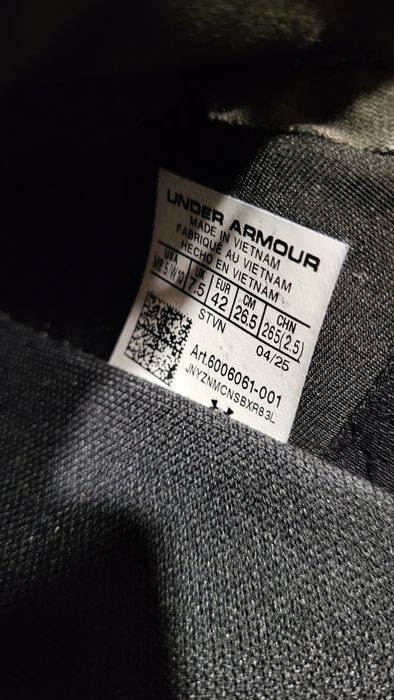 UNDER ARMOUR
MADE IN VIETNAM
FABRIQUÉ AU VIETNAM
HECHO EN VIETNAM
USA UK EUR CM CHN
M8.5/W10 7.5 42 26.5 265(2.5)
STVN 04/25
Art.6006061-001
JNYZNMCNSBXR83L